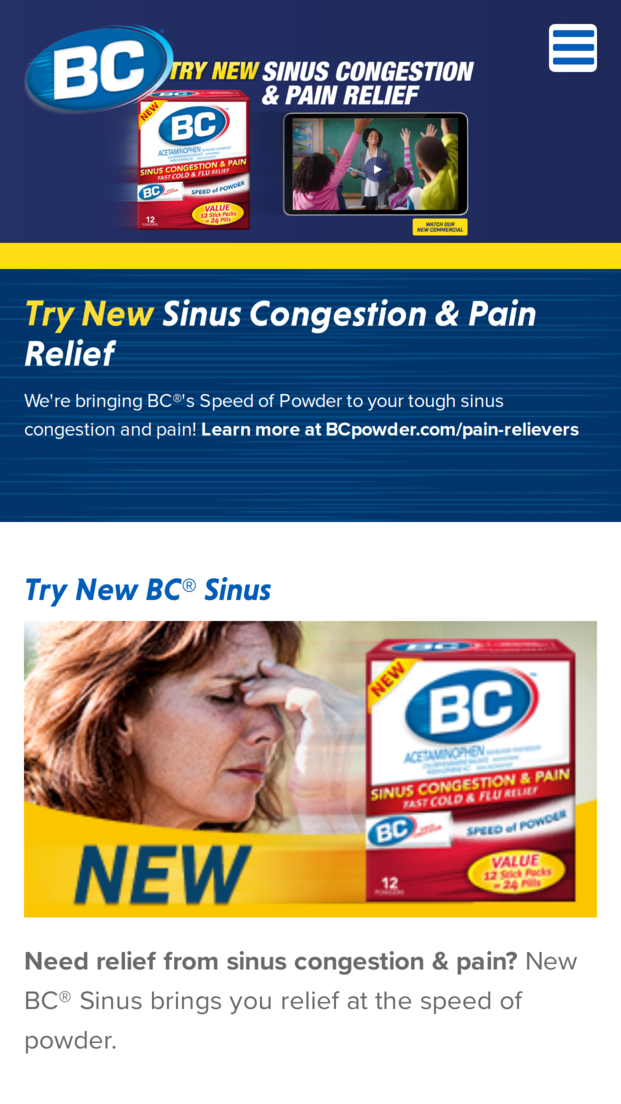 BC
TRY NEW SINUS CONGESTION
& PAIN RELIEF
NEW
BC
ACETAMINOPHEN
SINUS CONGESTION & PAIN
FAST COLD & FLU RELIEF
BC
SPEED of POWDER
VALUE
12 Stick Packs
= 24 Pills
12
POWDERS
WATCH OUR
NEW COMMERCIAL
Try New Sinus Congestion & Pain
Relief
We're bringing BC®'s Speed of Powder to your tough sinus
congestion and pain! Learn more at BCpowder.com/pain-relievers
Try New BC® Sinus
NEW
BC
ACETAMINOPHEN
SINUS CONGESTION & PAIN
FAST COLD & FLU RELIEF
BC
SPEED of POWDER
VALUE
12 Stick Packs
= 24 Pills
12
POWDERS
NEW
Need relief from sinus congestion & pain? New
BC® Sinus brings you relief at the speed of
powder.